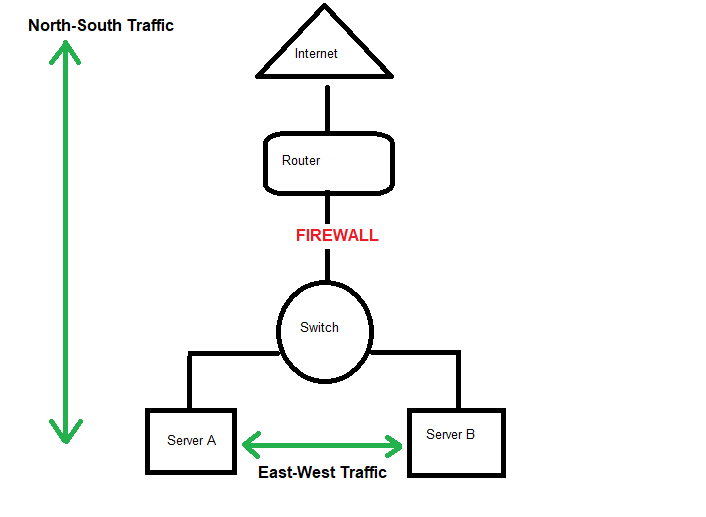 North-South Traffic
Internet
Router
FIREWALL
Switch
Server A
Server B
East-West Traffic